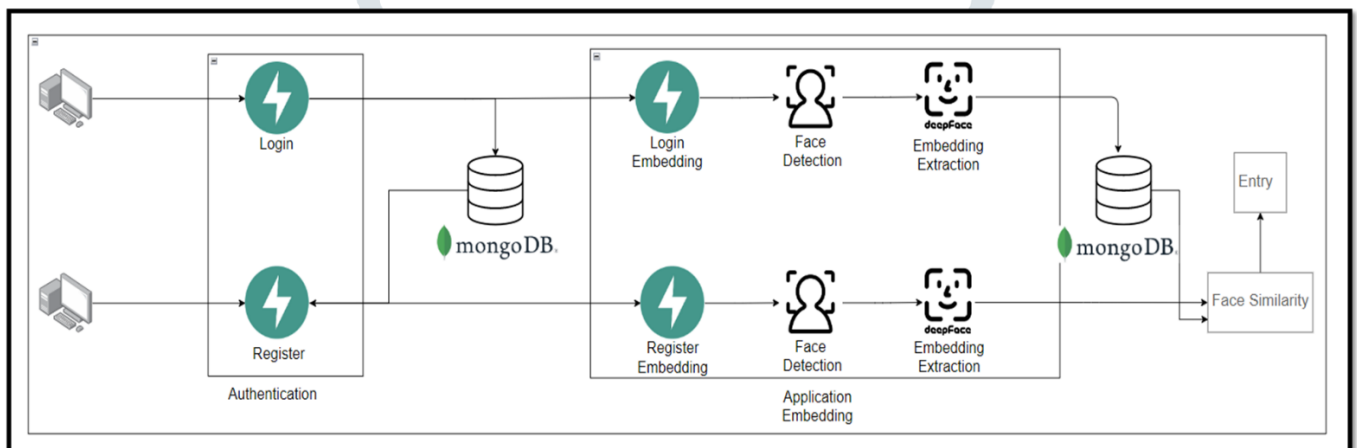 Login
Login
Embedding
Face
Detection
deepFace
Embedding
Extraction
Entry
mongoDB.
mongoDB.
Face Similarity
Register
Register
Embedding
Face
Detection
deepFace
Embedding
Extraction
Authentication
Application
Embedding